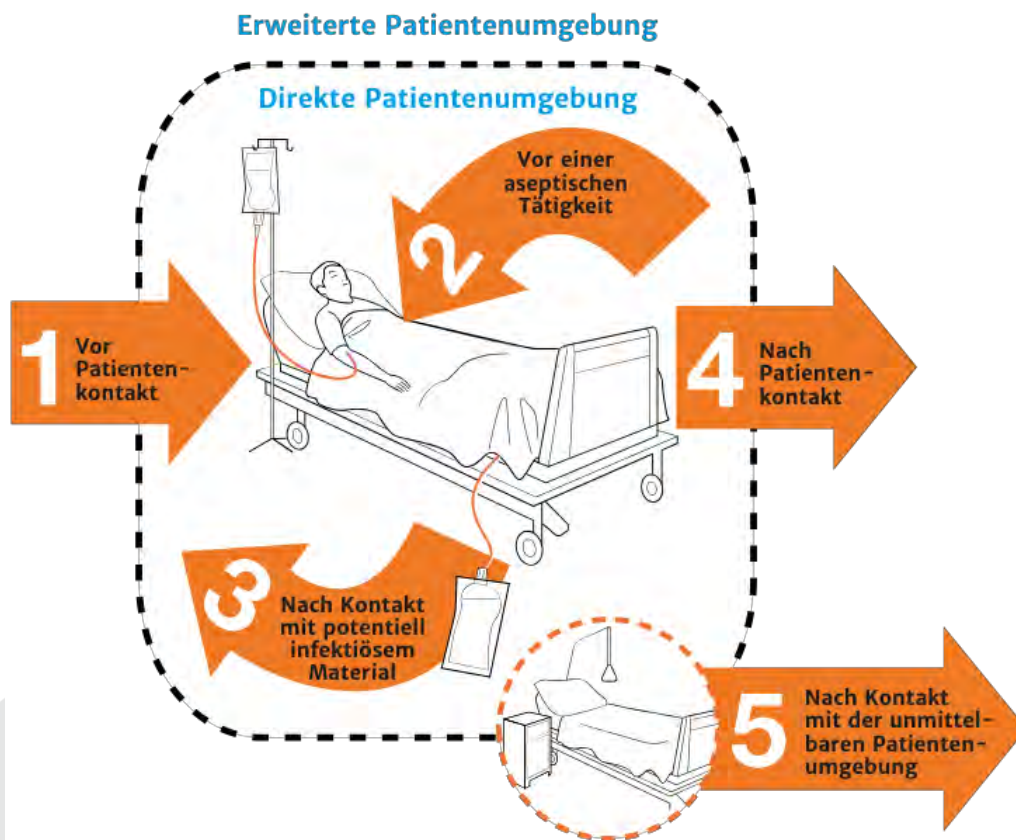 Erweiterte Patientenumgebung
Direkte Patientenumgebung
1
Vor
Patienten-
kontakt
2
Vor einer
aseptischen
Tätigkeit
3
Nach Kontakt
mit potentiell
infektiösem
Material
4
Nach
Patienten-
kontakt
5
Nach Kontakt
mit der unmittel-
baren Patienten-
umgebung